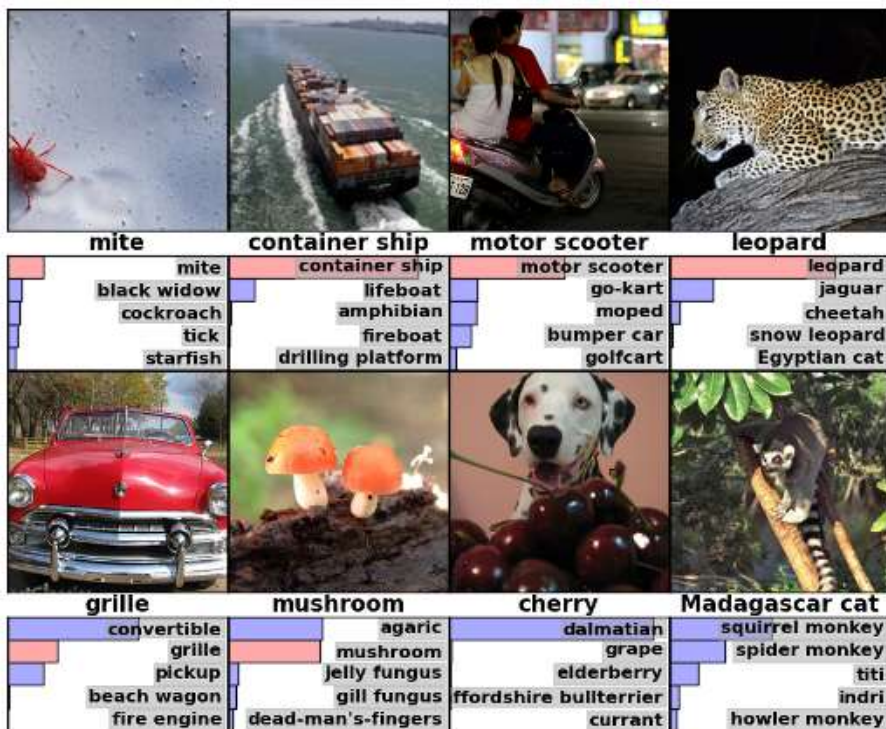 mite
container ship
motor scooter
leopard
mite
black widow
cockroach
tick
starfish
container ship
lifeboat
amphibian
fireboat
drilling platform
motor scooter
go-kart
moped
bumper car
golfcart
leopard
jaguar
cheetah
snow leopard
Egyptian cat
grille
mushroom
cherry
Madagascar cat
convertible
grille
pickup
beach wagon
fire engine
agaric
mushroom
jelly fungus
gill fungus
dead-man's-fingers
dalmatian
grape
elderberry
ffordshire bullterrier
currant
squirrel monkey
spider monkey
titi
indri
howler monkey